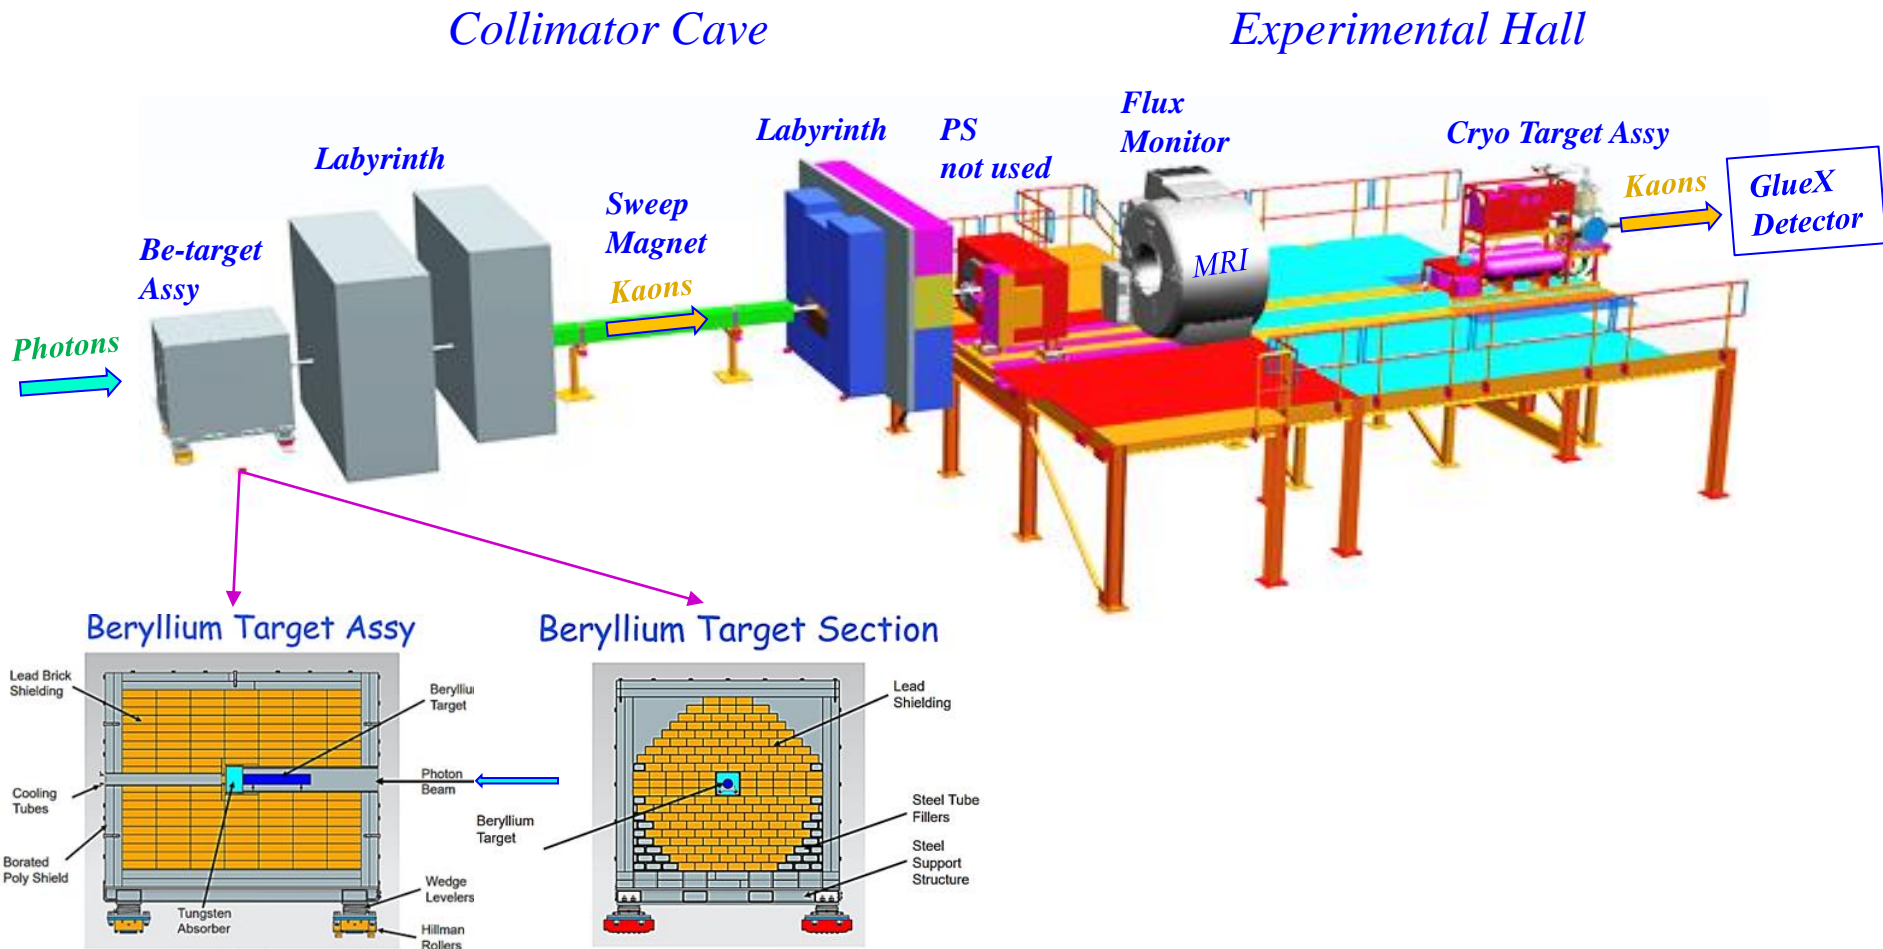 Collimator Cave
Experimental Hall
Flux
Monitor
Labyrinth
PS
not used
Cryo Target Assy
Labyrinth
Kaons
GlueX
Detector
Sweep
Magnet
Be-target
Assy
MRI
Kaons
Photons
Beryllium Target Assy
Beryllium Target Section
Lead Brick
Shielding
Berylliu
Target
Lead
Shielding
Photon
Beam
Cooling
Tubes
Beryllium
Target
Steel Tube
Fillers
Steel
Support
Structure
Borated
Poly Shield
Wedge
Levelers
Tungsten
Absorber
Hillman
Rollers